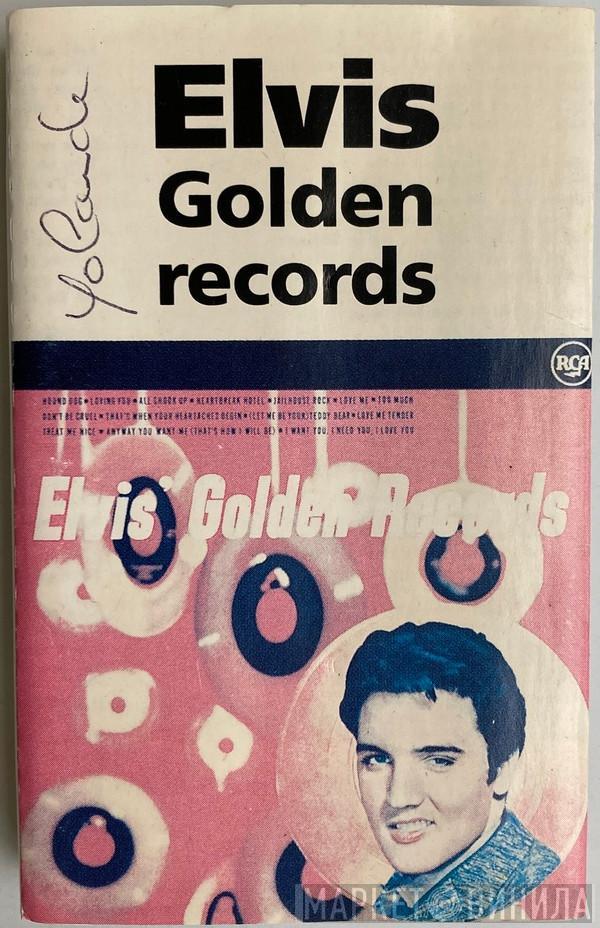 Yolande
Elvis
Golden
records
RCA
HOUND DOG ★ LOVING YOU ★ ALL SHOOK UP ★ HEARTBREAK HOTEL ★ JAILHOUSE ROCK ★ LOVE ME ★ TOO MUCH
DON'T BE CRUEL ★ THAT'S WHEN YOUR HEARTACHES BEGIN ★ (LET ME BE YOUR) TEDDY BEAR ★ LOVE ME TENDER
TREAT ME NICE ★ ANYWAY YOU WANT ME (THAT'S HOW I WILL BE) ★ I WANT YOU, I NEED YOU, I LOVE YOU
Elvis' Golden Records
МАРКЕТ ВИНИЛА